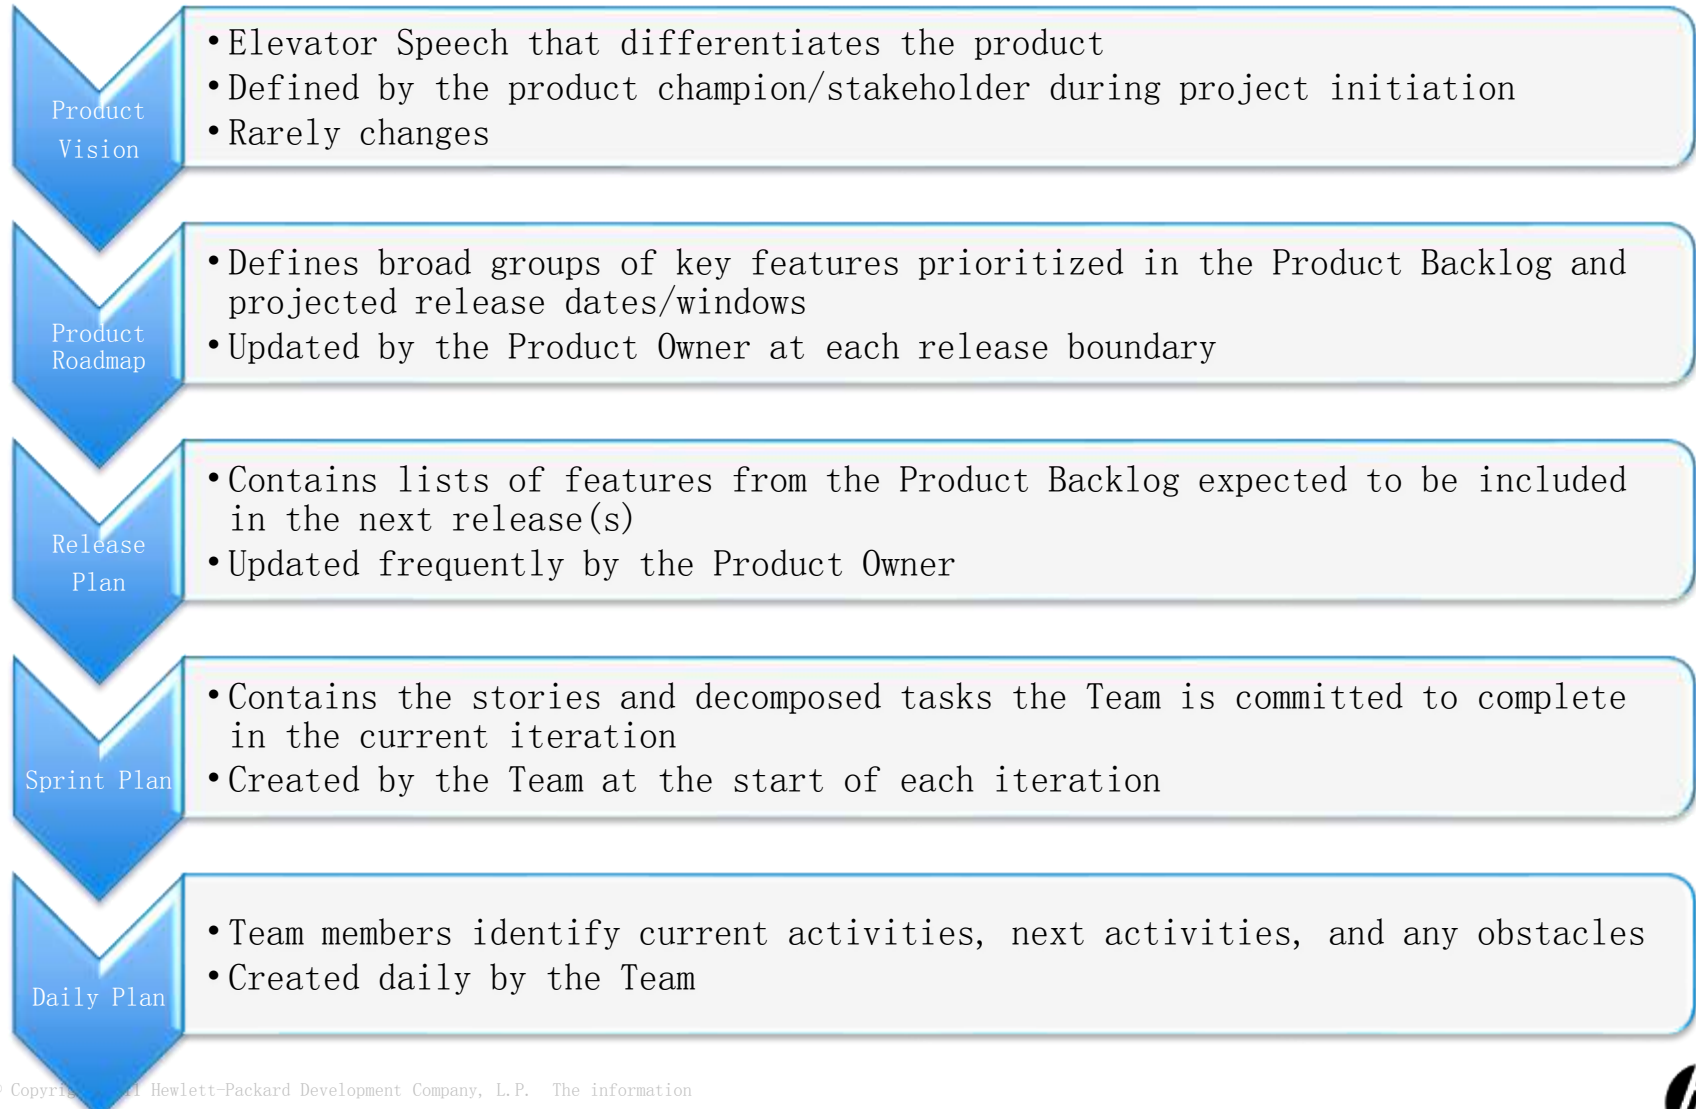 Product
Vision
•Elevator Speech that differentiates the product
•Defined by the product champion/stakeholder during project initiation
•Rarely changes
Product
Roadmap
•Defines broad groups of key features prioritized in the Product Backlog and
projected release dates/windows
•Updated by the Product Owner at each release boundary
Release
Plan
•Contains lists of features from the Product Backlog expected to be included
in the next release(s)
•Updated frequently by the Product Owner
Sprint Plan
•Contains the stories and decomposed tasks the Team is committed to complete
in the current iteration
•Created by the Team at the start of each iteration
Daily Plan
•Team members identify current activities, next activities, and any obstacles
•Created daily by the Team
Hewlett-Packard Development Company, L.P. The information